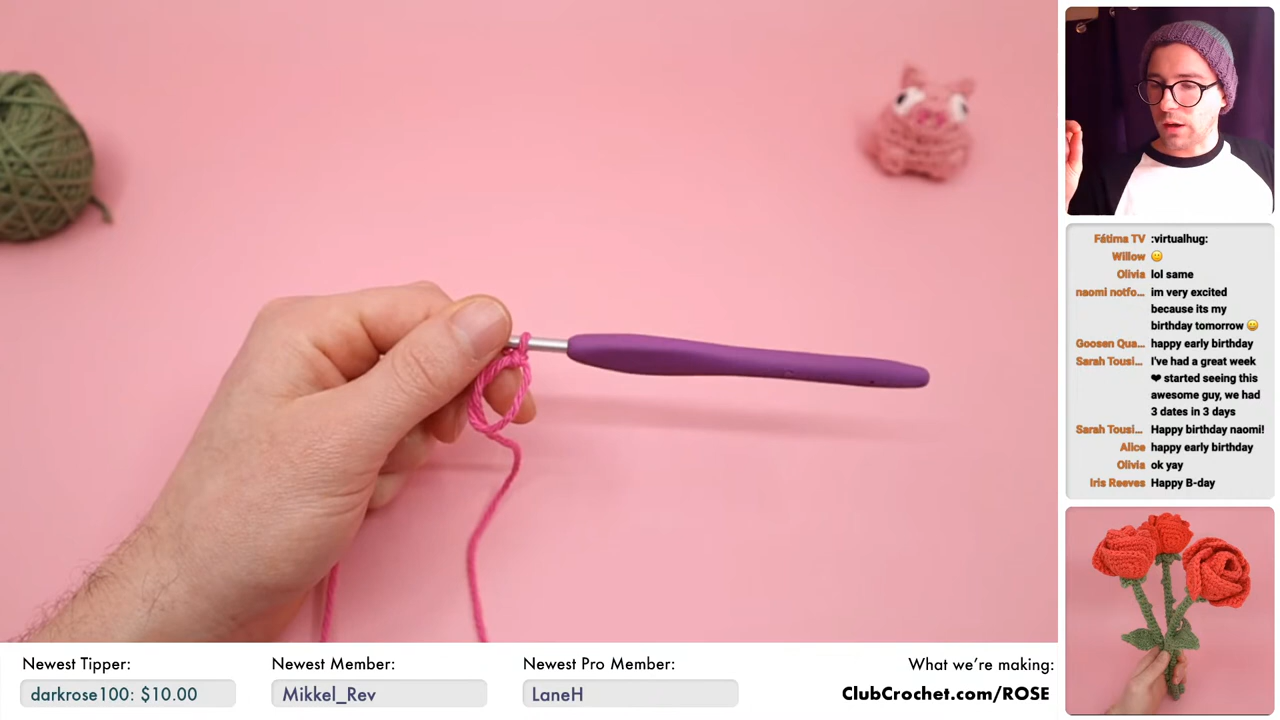 Fátima TV :virtualhug:
Willow
Olivia lol same
naomi notfo... im very excited
because its my
birthday tomorrow
Goosen Qua... happy early birthday
Sarah Tousi... I've had a great week
❤ started seeing this
awesome guy, we had
3 dates in 3 days
Sarah Tousi... Happy birthday naomi!
Alice happy early birthday
Olivia ok yay
Iris Reeves Happy B-day
Newest Tipper:
darkrose100: $10.00
Newest Member:
Mikkel_Rev
Newest Pro Member:
LaneH
What we're making:
ClubCrochet.com/ROSE